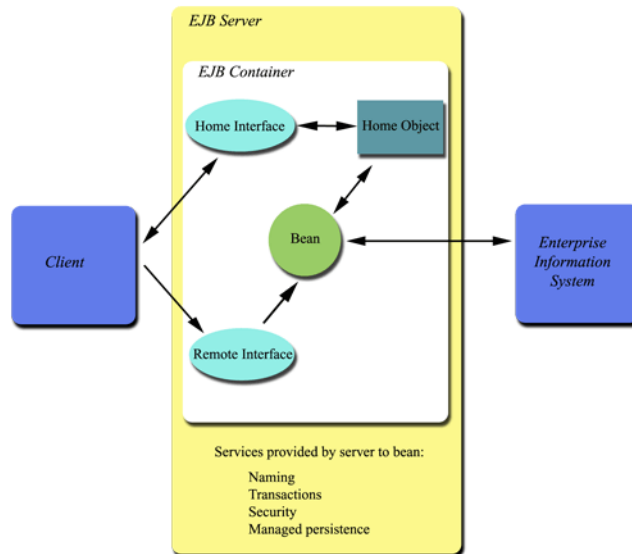 EJB Server
EJB Container
Home Interface
Home Object
Bean
Client
Enterprise
Information
System
Remote Interface
Services provided by server to bean:
Naming
Transactions
Security
Managed persistence